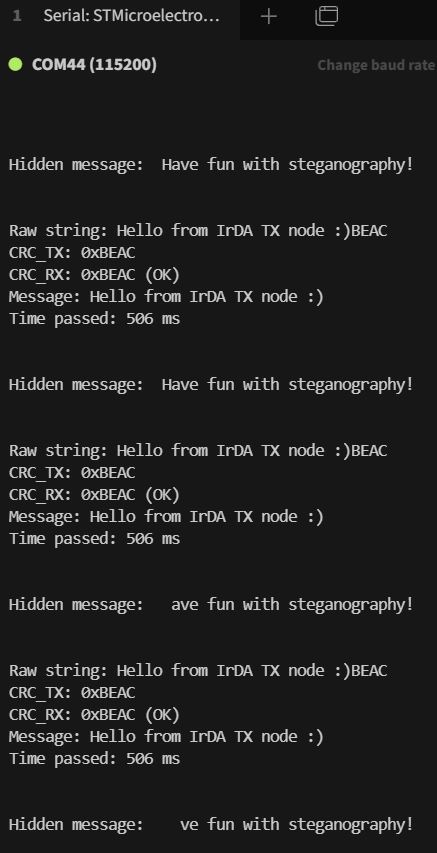 1 Serial: STMicroelectro...
COM44 (115200) Change baud rate
Hidden message:  Have fun with steganography!
Raw string: Hello from IrDA TX node :)BEAC
CRC_TX: 0xBEAC
CRC_RX: 0xBEAC (OK)
Message: Hello from IrDA TX node :)
Time passed: 506 ms
Hidden message:  Have fun with steganography!
Raw string: Hello from IrDA TX node :)BEAC
CRC_TX: 0xBEAC
CRC_RX: 0xBEAC (OK)
Message: Hello from IrDA TX node :)
Time passed: 506 ms
Hidden message:   ave fun with steganography!
Raw string: Hello from IrDA TX node :)BEAC
CRC_TX: 0xBEAC
CRC_RX: 0xBEAC (OK)
Message: Hello from IrDA TX node :)
Time passed: 506 ms
Hidden message:    ve fun with steganography!